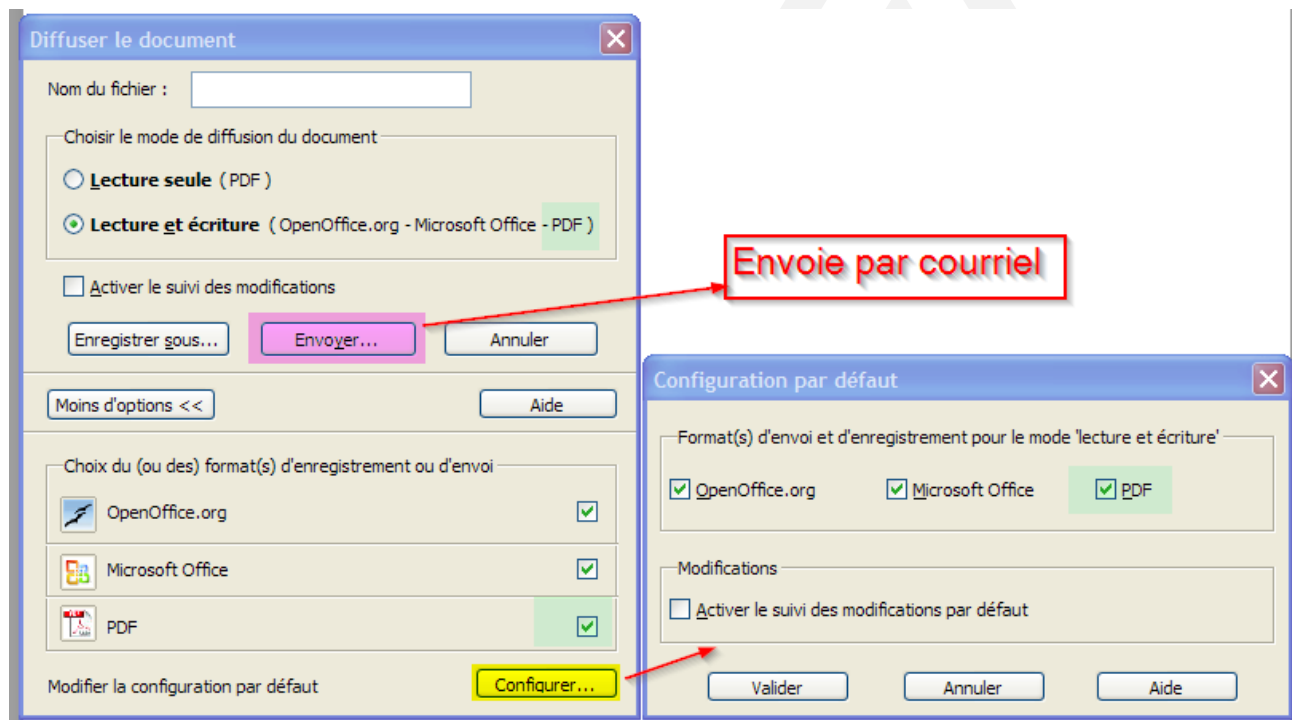 Diffuser le document
Nom du fichier :
Choisir le mode de diffusion du document
Lecture seule ( PDF )
Lecture et écriture ( OpenOffice.org - Microsoft Office - PDF )
Activer le suivi des modifications
Enregistrer sous...
Envoyer...
Annuler
Envoie par courriel
Moins d'options <<
Aide
Choix du (ou des) format(s) d'enregistrement ou d'envoi
OpenOffice.org
Microsoft Office
PDF
Modifier la configuration par défaut
Configurer...
Configuration par défaut
Format(s) d'envoi et d'enregistrement pour le mode 'lecture et écriture'
OpenOffice.org
Microsoft Office
PDF
Modifications
Activer le suivi des modifications par défaut
Valider
Annuler
Aide